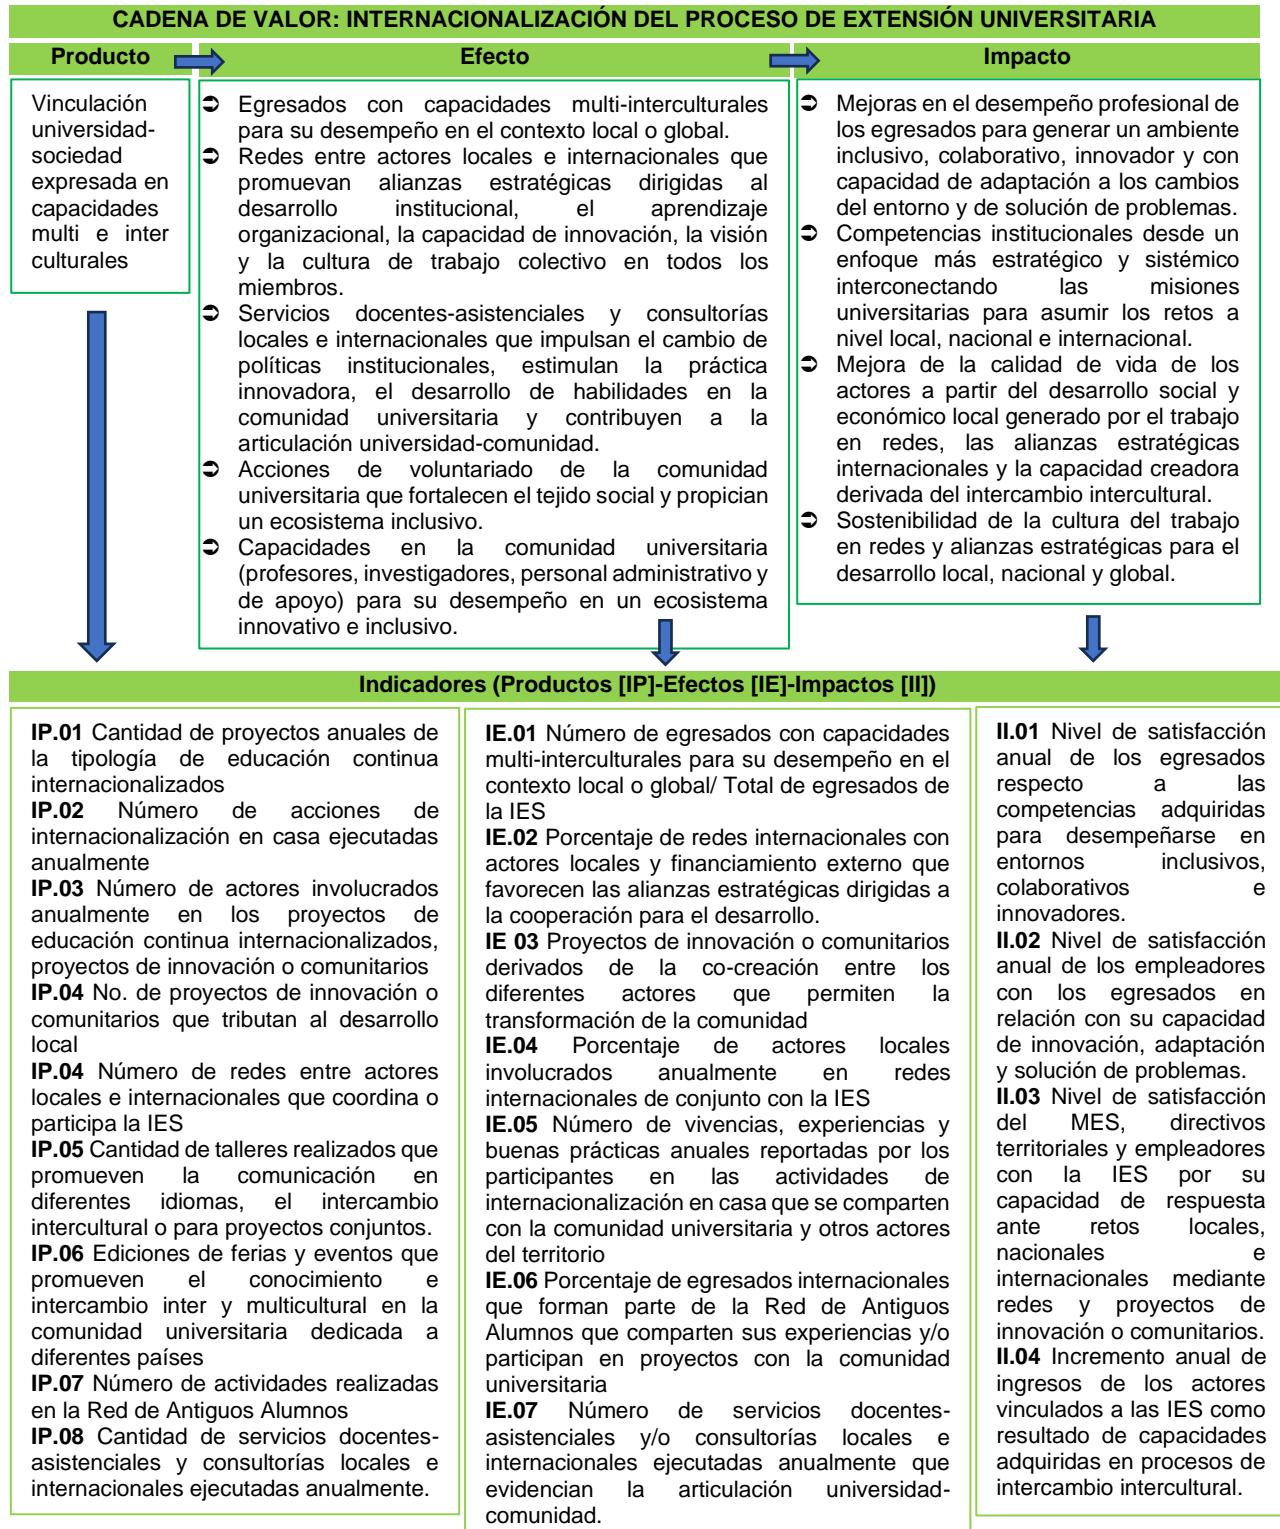 CADENA DE VALOR: INTERNACIONALIZACIÓN DEL PROCESO DE EXTENSIÓN UNIVERSITARIA
Producto
Efecto
Impacto
Vinculación
universidad-
sociedad
expresada en
capacidades
multi e inter
culturales
Egresados con capacidades multi-interculturales
para su desempeño en el contexto local o global.
Redes entre actores locales e internacionales que
promuevan alianzas estratégicas dirigidas al
desarrollo institucional, el aprendizaje
organizacional, la capacidad de innovación, la visión
y la cultura de trabajo colectivo en todos los
miembros.
Servicios docentes-asistenciales y consultorías
locales e internacionales que impulsan el cambio de
políticas institucionales, estimulan la práctica
innovadora, el desarrollo de habilidades en la
comunidad universitaria y contribuyen a la
articulación universidad-comunidad.
Acciones de voluntariado de la comunidad
universitaria que fortalecen el tejido social y propician
un ecosistema inclusivo.
Capacidades en la comunidad universitaria
(profesores, investigadores, personal administrativo y
de apoyo) para su desempeño en un ecosistema
innovativo e inclusivo.
Mejoras en el desempeño profesional de
los egresados para generar un ambiente
inclusivo, colaborativo, innovador y con
capacidad de adaptación a los cambios
del entorno y de solución de problemas.
Competencias institucionales desde un
enfoque más estratégico y sistémico
interconectando las misiones
universitarias para asumir los retos a
nivel local, nacional e internacional.
Mejora de la calidad de vida de los
actores a partir del desarrollo social y
económico local generado por el trabajo
en redes, las alianzas estratégicas
internacionales y la capacidad creadora
derivada del intercambio intercultural.
Sostenibilidad de la cultura del trabajo
en redes y alianzas estratégicas para el
desarrollo local, nacional y global.
Indicadores (Productos [IP]-Efectos [IE]-Impactos [II])
IP.01 Cantidad de proyectos anuales de
la tipología de educación continua
internacionalizados
IP.02 Número de acciones de
internacionalización en casa ejecutadas
anualmente
IP.03 Número de actores involucrados
anualmente en los proyectos de
educación continua internacionalizados,
proyectos de innovación o comunitarios
IP.04 No. de proyectos de innovación o
comunitarios que tributan al desarrollo
local
IP.04 Número de redes entre actores
locales e internacionales que coordina o
participa la IES
IP.05 Cantidad de talleres realizados que
promueven la comunicación en
diferentes idiomas, el intercambio
intercultural o para proyectos conjuntos.
IP.06 Ediciones de ferias y eventos que
promueven el conocimiento e
intercambio inter y multicultural en la
comunidad universitaria dedicada a
diferentes países
IP.07 Número de actividades realizadas
en la Red de Antiguos Alumnos
IP.08 Cantidad de servicios docentes-
asistenciales y consultorías locales e
internacionales ejecutadas anualmente.
IE.01 Número de egresados con capacidades
multi-interculturales para su desempeño en el
contexto local o global/ Total de egresados de
la IES
IE.02 Porcentaje de redes internacionales con
actores locales y financiamiento externo que
favorecen las alianzas estratégicas dirigidas a
la cooperación para el desarrollo.
IE 03 Proyectos de innovación o comunitarios
derivados de la co-creación entre los
diferentes actores que permiten la
transformación de la comunidad
IE.04 Porcentaje de actores locales
involucrados anualmente en redes
internacionales de conjunto con la IES
IE.05 Número de vivencias, experiencias y
buenas prácticas anuales reportadas por los
participantes en las actividades de
internacionalización en casa que se comparten
con la comunidad universitaria y otros actores
del territorio
IE.06 Porcentaje de egresados internacionales
que forman parte de la Red de Antiguos
Alumnos que comparten sus experiencias y/o
participan en proyectos con la comunidad
universitaria
IE.07 Número de servicios docentes-
asistenciales y/o consultorías locales e
internacionales ejecutadas anualmente que
evidencian la articulación universidad-
comunidad.
II.01 Nivel de satisfacción
anual de los egresados
respecto a las
competencias adquiridas
para desempeñarse en
entornos inclusivos,
colaborativos e
innovadores.
II.02 Nivel de satisfacción
anual de los empleadores
con los egresados en
relación con su capacidad
de innovación, adaptación
y solución de problemas.
II.03 Nivel de satisfacción
del MES, directivos
territoriales y empleadores
con la IES por su
capacidad de respuesta
ante retos locales,
nacionales e
internacionales mediante
redes y proyectos de
innovación o comunitarios.
II.04 Incremento anual de
ingresos de los actores
vinculados a las IES como
resultado de capacidades
adquiridas en procesos de
intercambio intercultural.